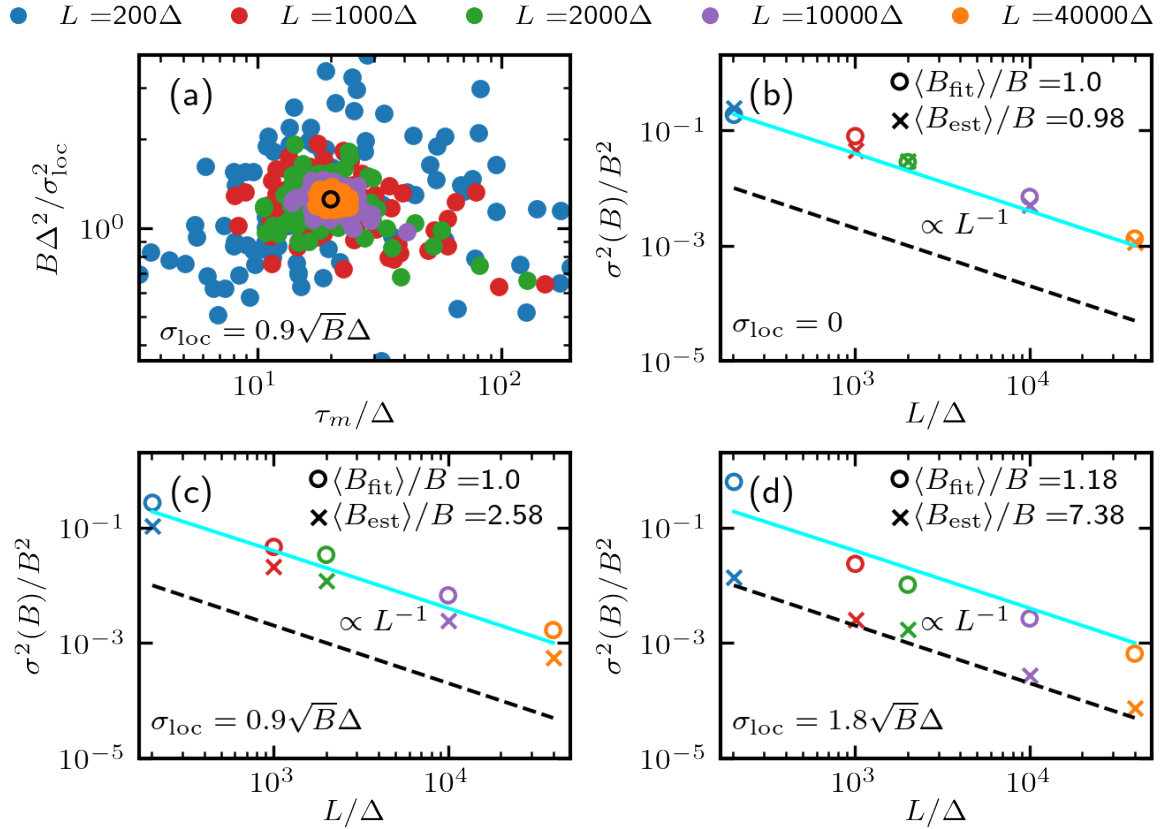 L =200Δ L =1000Δ L =2000Δ L =10000Δ L =40000Δ
(a)
BΔ²/σ²_loc
10⁰
σ_loc = 0.9√BΔ
10¹ 10²
τ_m/Δ
(b)
⟨B_fit⟩/B =1.0
⟨B_est⟩/B =0.98
σ²(B)/B²
10⁻¹
10⁻³
10⁻⁵
∝ L⁻¹
σ_loc = 0
10³ 10⁴
L/Δ
(c)
⟨B_fit⟩/B =1.0
⟨B_est⟩/B =2.58
σ²(B)/B²
10⁻¹
10⁻³
10⁻⁵
∝ L⁻¹
σ_loc = 0.9√BΔ
10³ 10⁴
L/Δ
(d)
⟨B_fit⟩/B =1.18
⟨B_est⟩/B =7.38
σ²(B)/B²
10⁻¹
10⁻³
10⁻⁵
∝ L⁻¹
σ_loc = 1.8√BΔ
10³ 10⁴
L/Δ